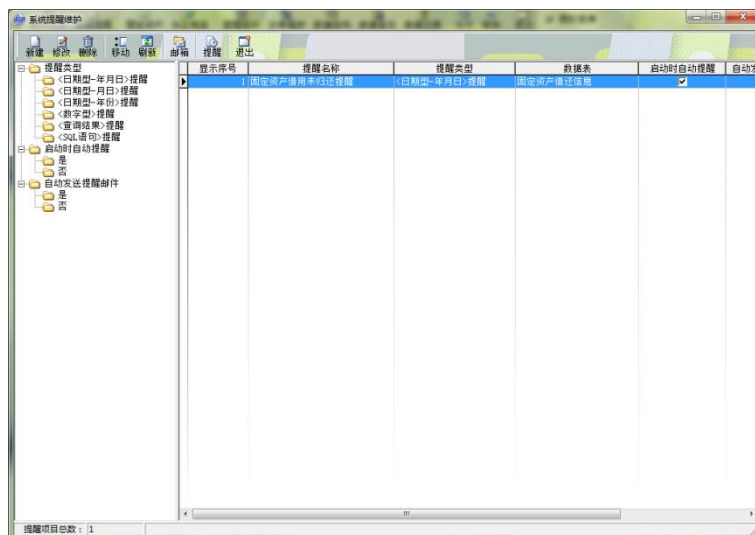 系统提醒维护
新建 修改 删除 移动 刷新 邮箱 提醒 退出
提醒类型
<日期型-年月日>提醒
<日期型-月日>提醒
<日期型-年份>提醒
<数字型>提醒
<查询结果>提醒
<SQL语句>提醒
启动时自动提醒
是
否
自动发送提醒邮件
是
否
显示序号 提醒名称 提醒类型 数据表 启动时自动提醒 自动发
1 固定资产借用未归还提醒 <日期型-年月日>提醒 固定资产借还信息
提醒项目总数: 1